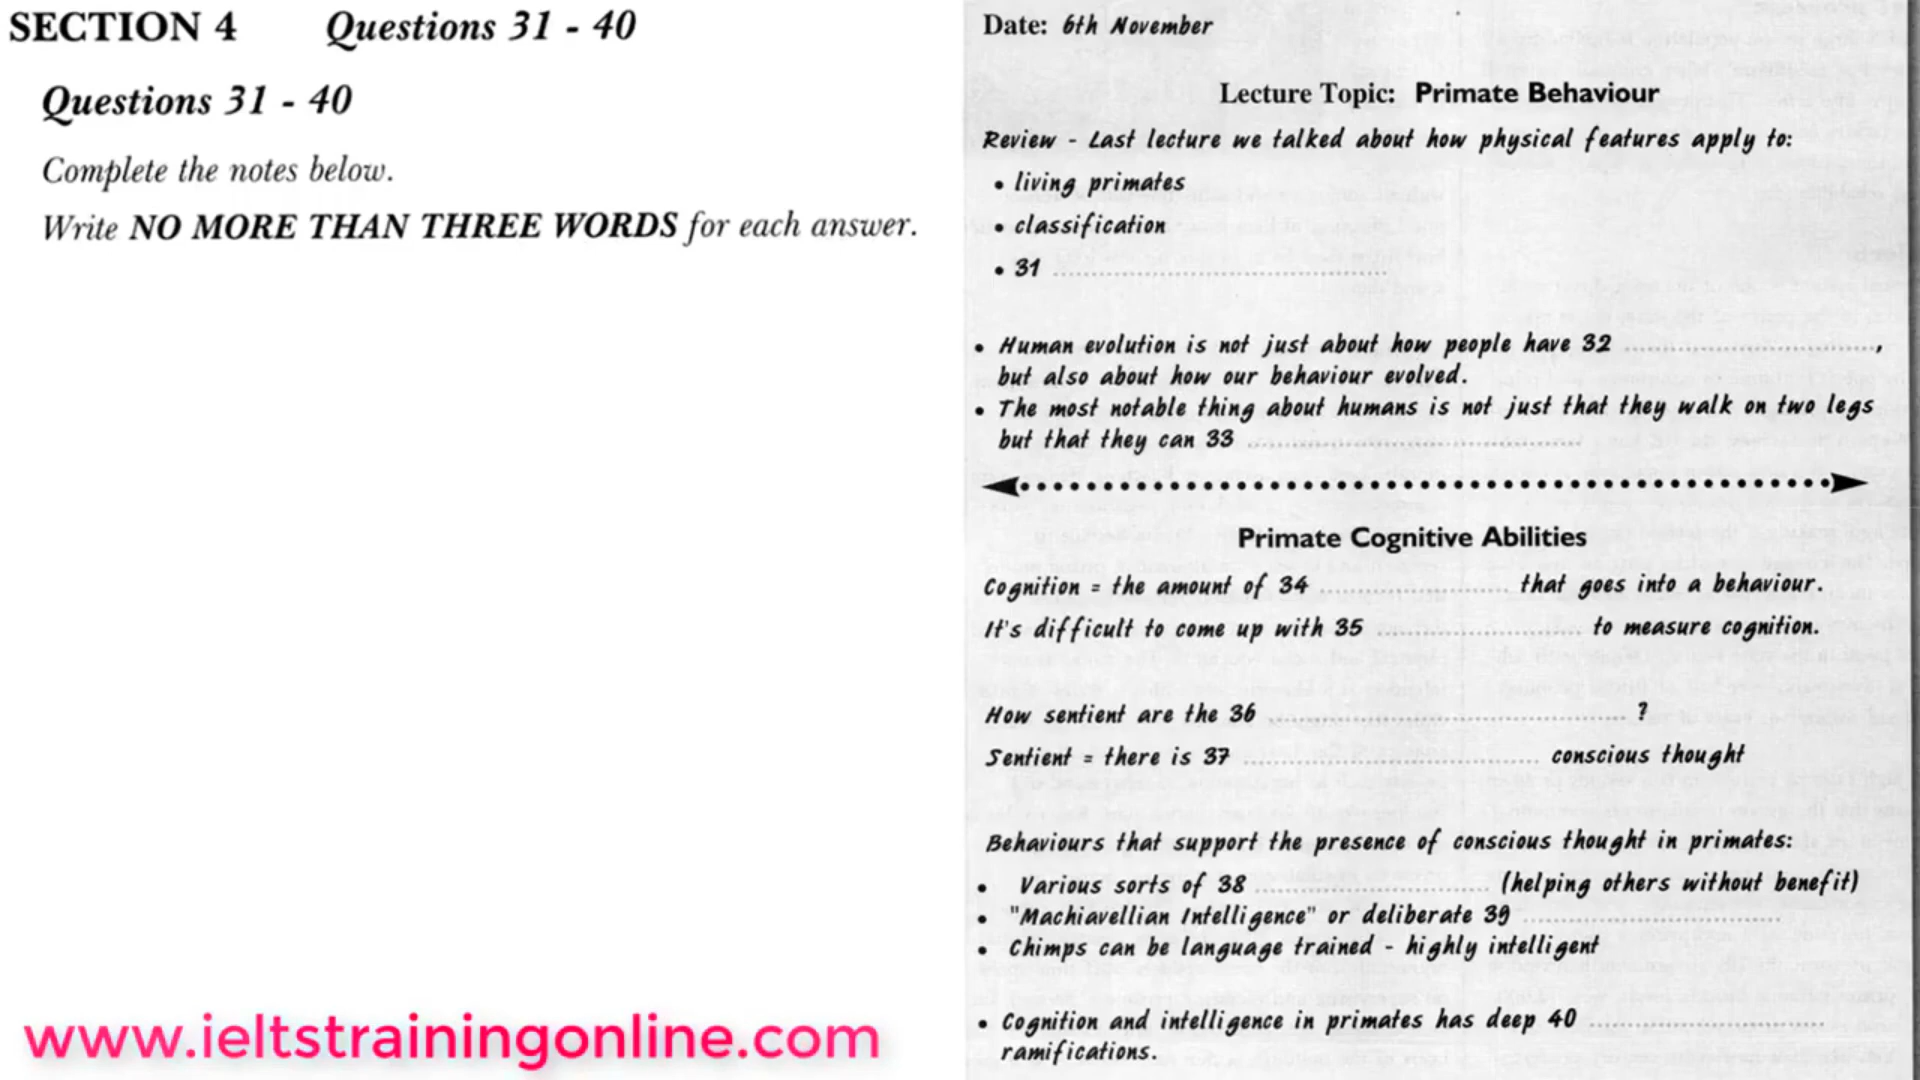 SECTION 4 Questions 31 - 40
Questions 31 - 40
Complete the notes below.
Write NO MORE THAN THREE WORDS for each answer.
www.ieltstrainingonline.com
Date: 6th November
Lecture Topic: Primate Behaviour
Review - Last lecture we talked about how physical features apply to:
• living primates
• classification
• 31 ........................................
• Human evolution is not just about how people have 32 ........................................,
but also about how our behaviour evolved.
• The most notable thing about humans is not just that they walk on two legs
but that they can 33 ........................................
Primate Cognitive Abilities
Cognition = the amount of 34 ........................................ that goes into a behaviour.
It's difficult to come up with 35 ........................................ to measure cognition.
How sentient are the 36 ........................................ ?
Sentient = there is 37 ........................................ conscious thought
Behaviours that support the presence of conscious thought in primates:
• Various sorts of 38 ........................................ (helping others without benefit)
• "Machiavellian Intelligence" or deliberate 39 ........................................
• Chimps can be language trained - highly intelligent
• Cognition and intelligence in primates has deep 40 ........................................
ramifications.